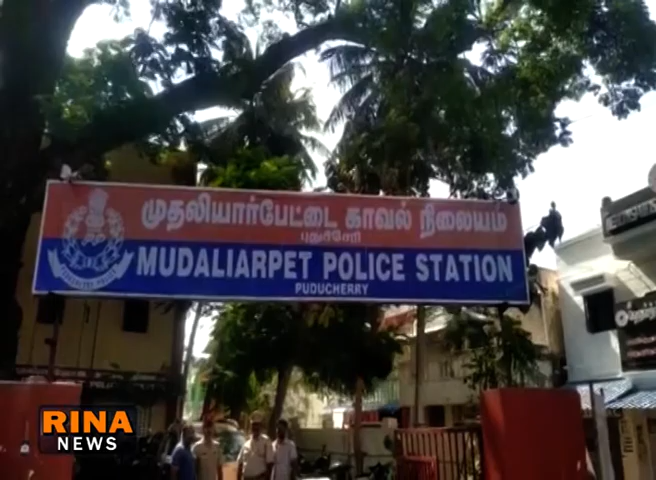 முதலியார்பேட்டை காவல் நிலையம்
புதுச்சேரி
MUDALIARPET POLICE STATION
PUDUCHERRY
RINA
NEWS